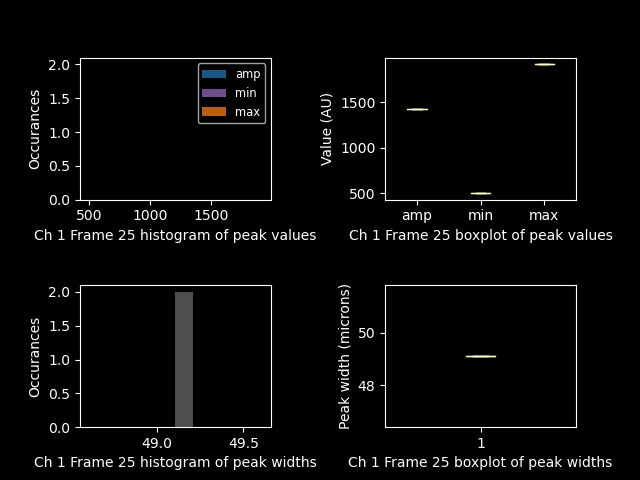 2.0
1.5
1.0
0.5
0.0
Occurances
amp
min
max
500 1000 1500
Ch 1 Frame 25 histogram of peak values
1500
1000
500
Value (AU)
amp min max
Ch 1 Frame 25 boxplot of peak values
2.0
1.5
1.0
0.5
0.0
Occurances
49.0 49.5
Ch 1 Frame 25 histogram of peak widths
50
48
Peak width (microns)
1
Ch 1 Frame 25 boxplot of peak widths